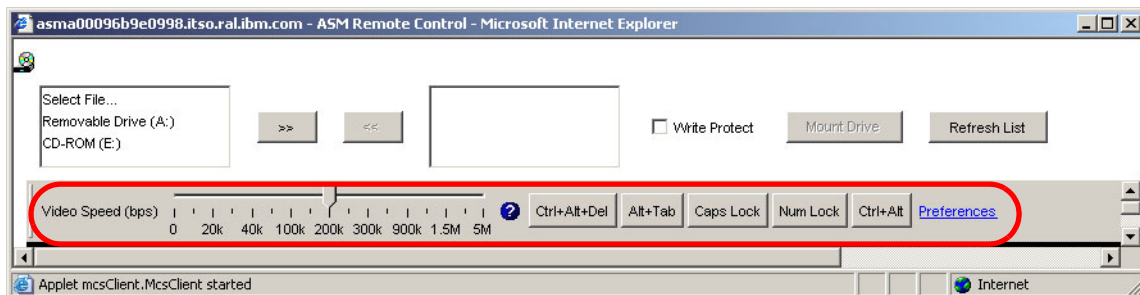 asma00096b9e0998.itso.ral.ibm.com - ASM Remote Control - Microsoft Internet Explorer
Select File...
Removable Drive (A:)
CD-ROM (E:)
>>
<<
Write Protect
Mount Drive
Refresh List
Video Speed (bps)
0 20k 40k 100k 200k 300k 900k 1.5M 5M
?
Ctrl+Alt+Del
Alt+Tab
Caps Lock
Num Lock
Ctrl+Alt
Preferences
Applet mcsClient.McsClient started
Internet